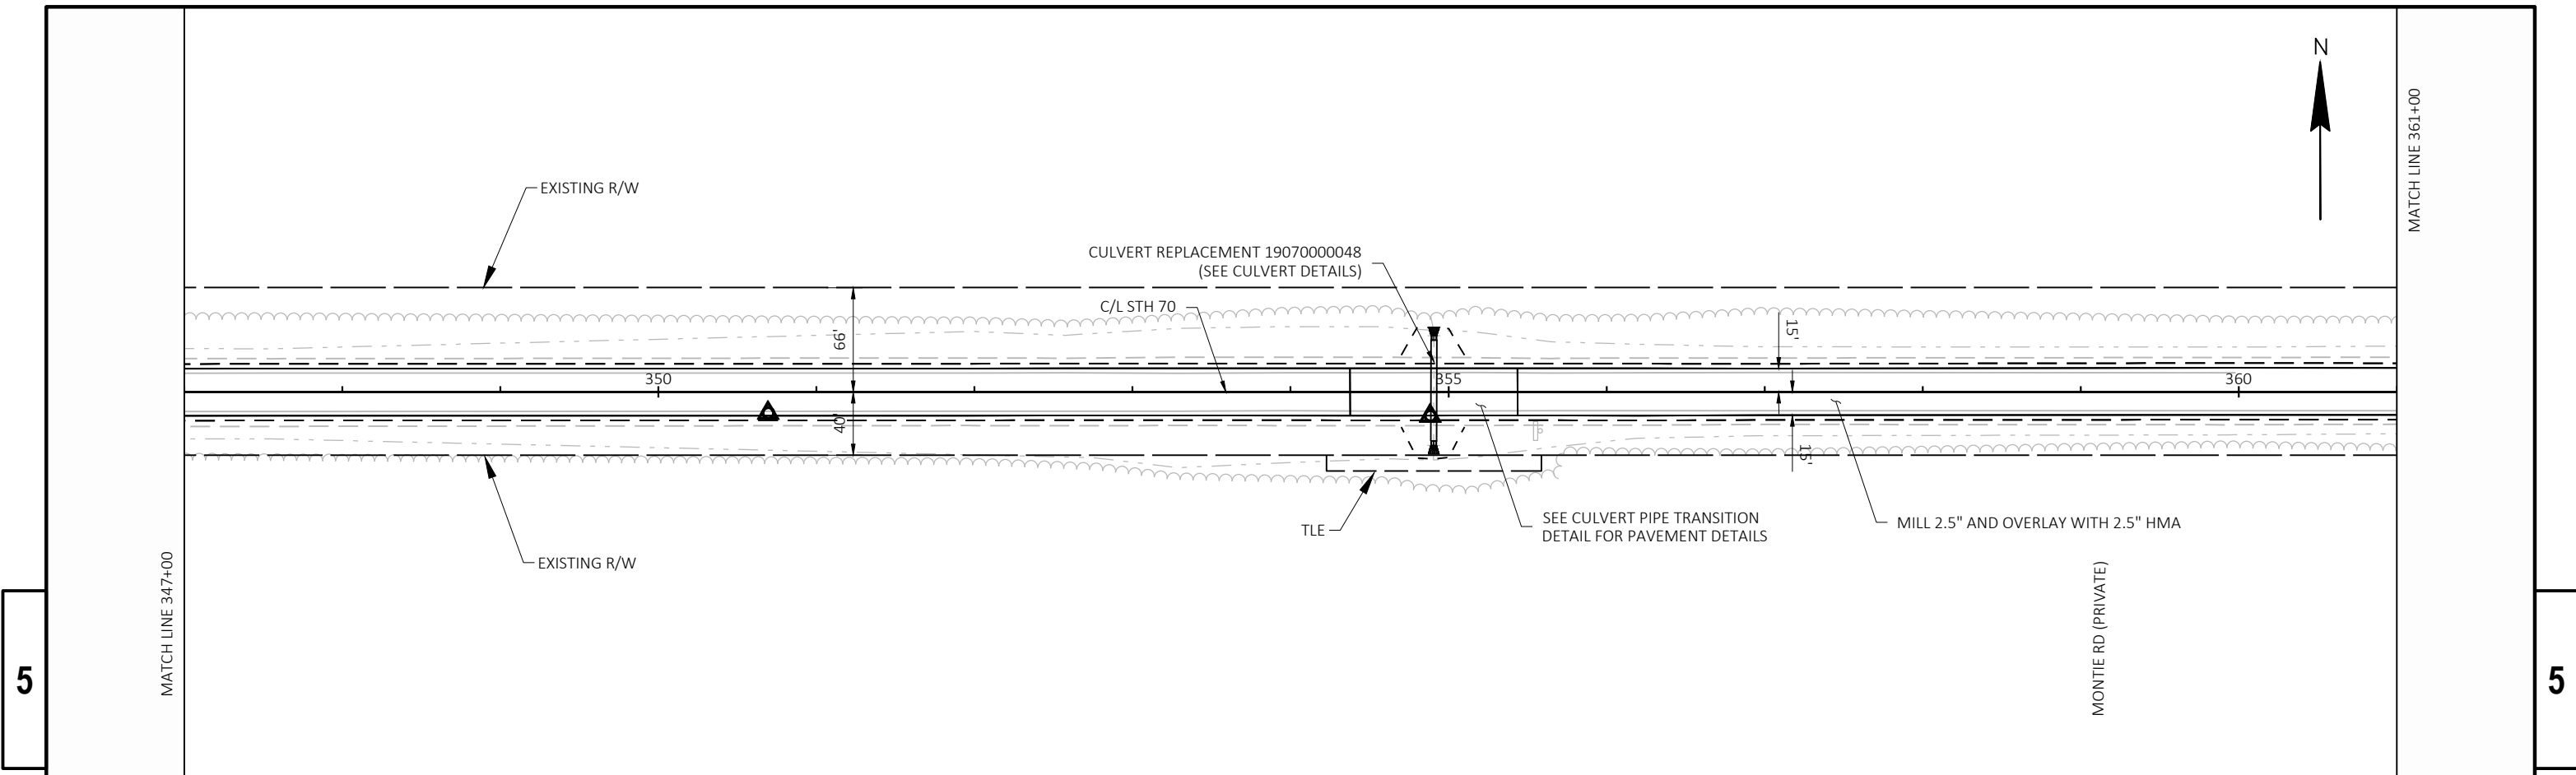 N
MATCH LINE 361+00
EXISTING R/W
CULVERT REPLACEMENT 19070000048
(SEE CULVERT DETAILS)
C/L STH 70
66'
15'
350
355
360
40'
15'
TLE
SEE CULVERT PIPE TRANSITION
DETAIL FOR PAVEMENT DETAILS
MILL 2.5" AND OVERLAY WITH 2.5" HMA
EXISTING R/W
MATCH LINE 347+00
MONTIE RD (PRIVATE)
5
5